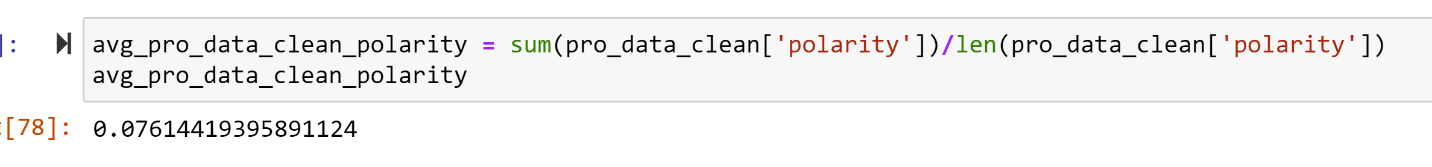 ]:
avg_pro_data_clean_polarity = sum(pro_data_clean['polarity'])/len(pro_data_clean['polarity'])
avg_pro_data_clean_polarity
t[78]: 0.07614419395891124